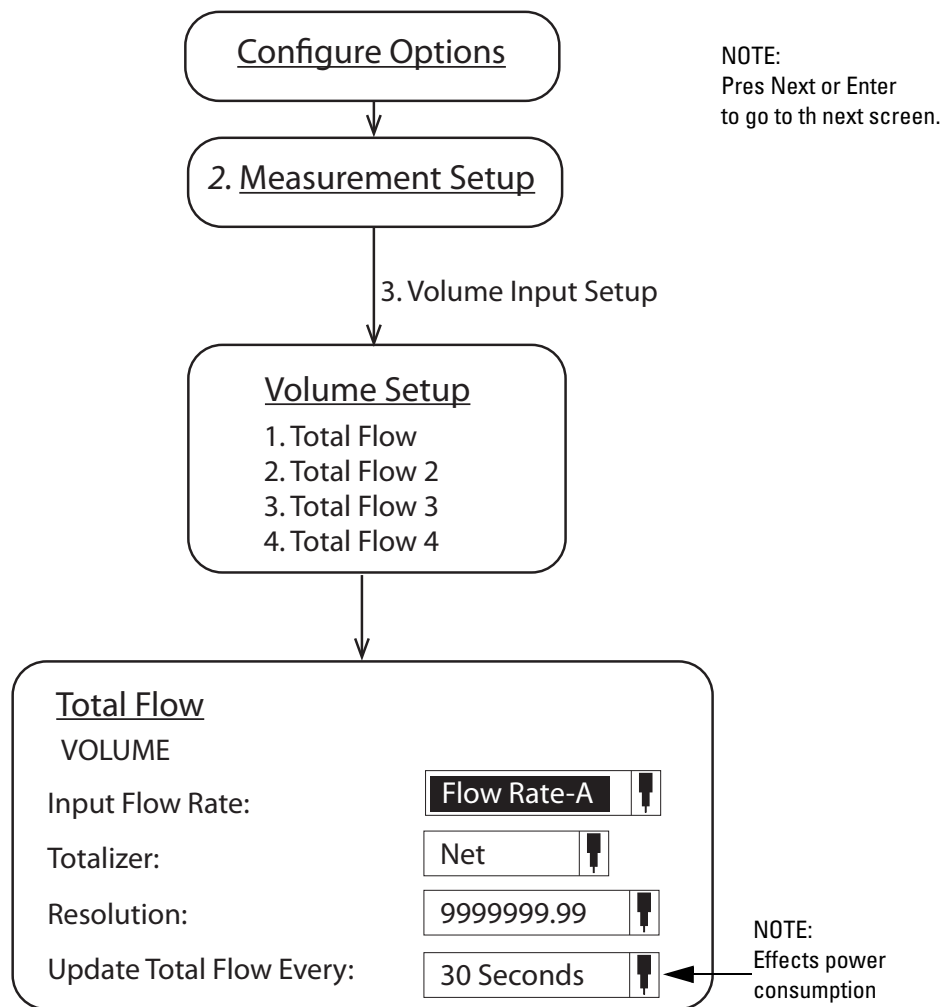 Configure Options
NOTE:
Pres Next or Enter
to go to th next screen.
2. Measurement Setup
3. Volume Input Setup
Volume Setup
1. Total Flow
2. Total Flow 2
3. Total Flow 3
4. Total Flow 4
Total Flow
VOLUME
Input Flow Rate: Flow Rate-A
Totalizer: Net
Resolution: 9999999.99
Update Total Flow Every: 30 Seconds
NOTE:
Effects power
consumption